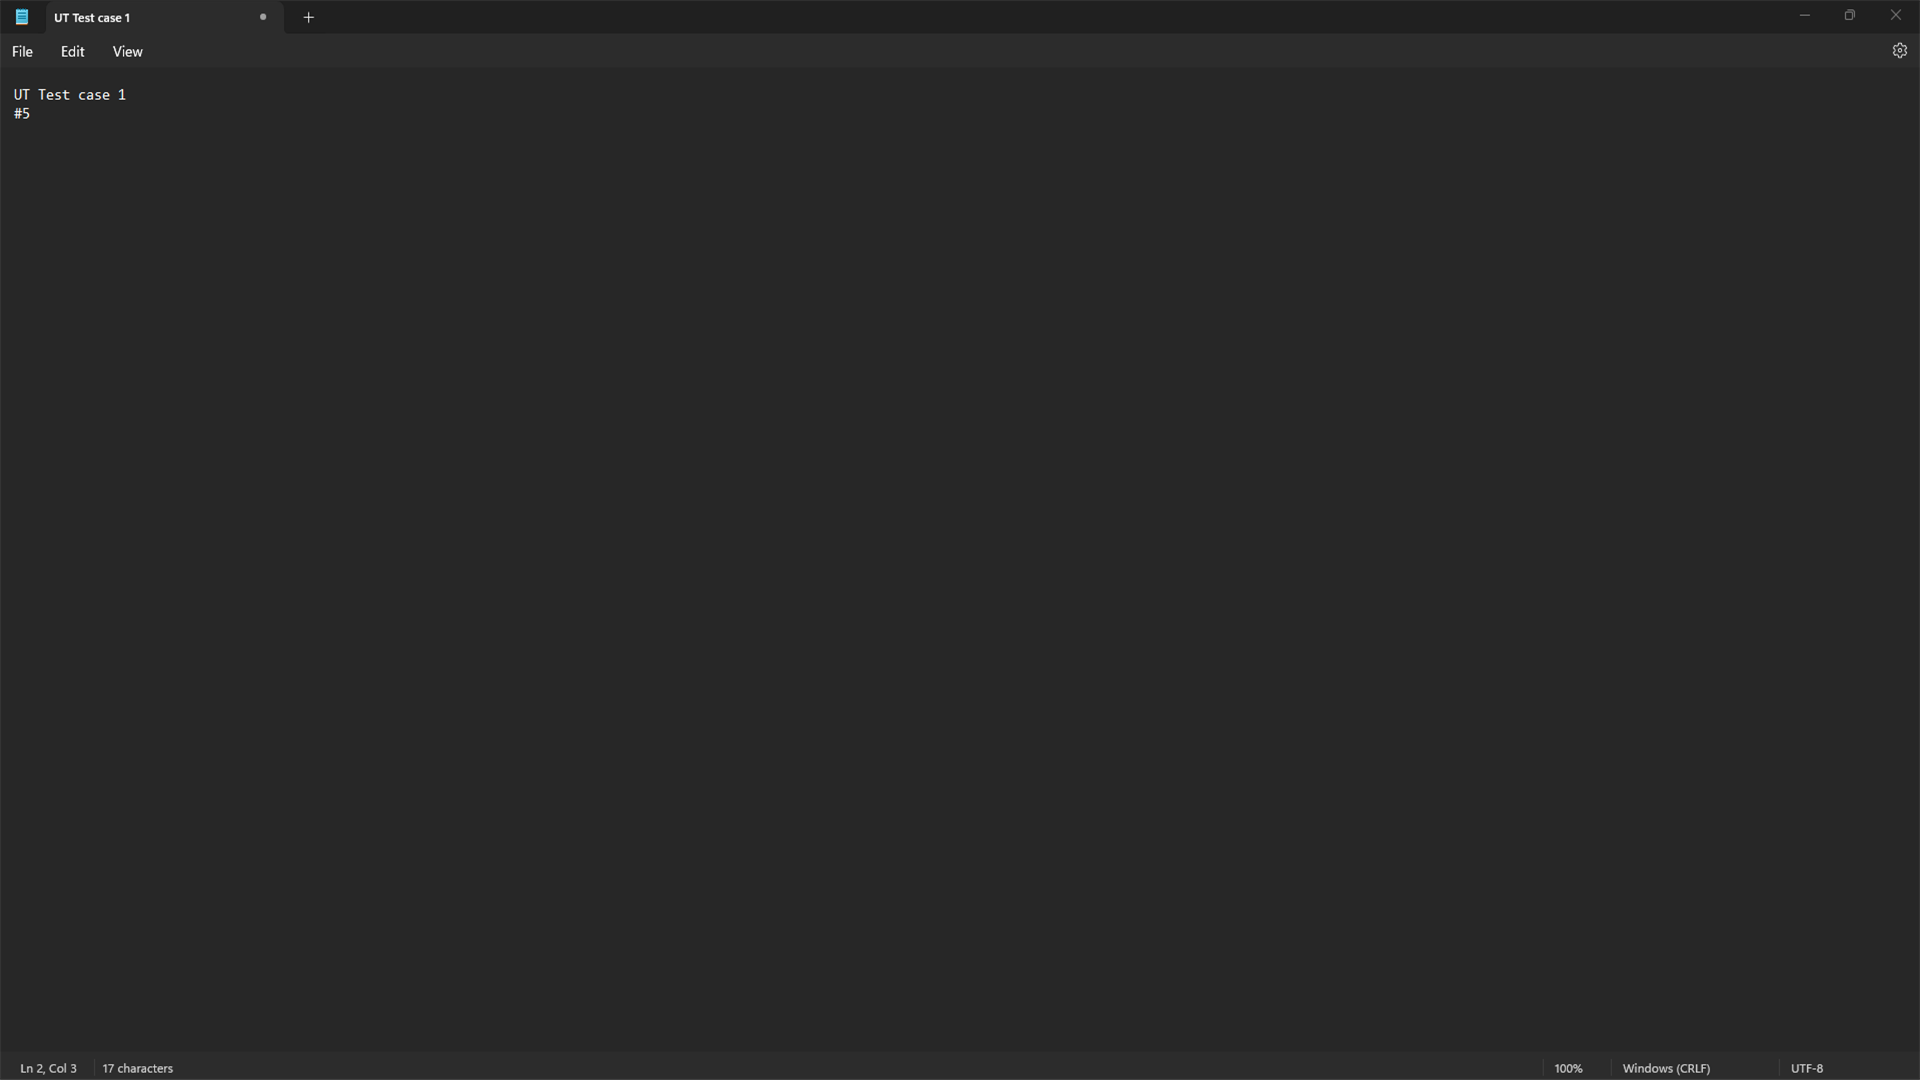 UT Test case 1
File Edit View
UT Test case 1
#5
Ln 2, Col 3 17 characters 100% Windows (CRLF) UTF-8